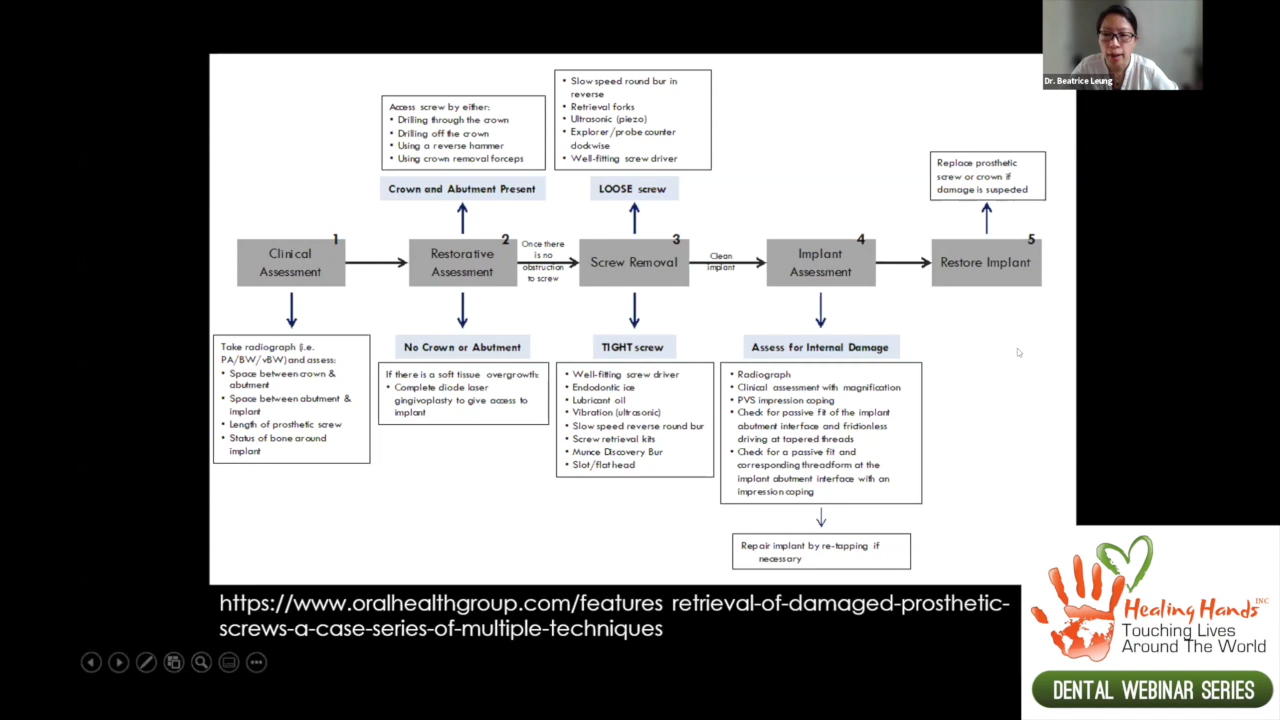 Dr. Beatrice Leung
Access screw by either:
• Drilling through the crown
• Drilling off the crown
• Using a reverse hammer
• Using crown removal forceps
• Slow speed round bur in
reverse
• Retrieval forks
• Ultrasonic (piezo)
• Explorer/probe counter
clockwise
• Well-fitting screw driver
Replace prosthetic
screw or crown if
damage is suspected
Crown and Abutment Present
LOOSE screw
1
Clinical
Assessment
2
Restorative
Assessment
Once there
is no
obstruction
to screw
3
Screw Removal
Clean
implant
4
Implant
Assessment
5
Restore Implant
Take radiograph (i.e.
PA/BW/vBW) and assess:
• Space between crown &
abutment
• Space between abutment &
implant
• Length of prosthetic screw
• Status of bone around
implant
No Crown or Abutment
If there is a soft tissue overgrowth:
• Complete diode laser
gingivoplasty to give access to
implant
TIGHT screw
• Well-fitting screw driver
• Endodontic ice
• Lubricant oil
• Vibration (ultrasonic)
• Slow speed reverse round bur
• Screw retrieval kits
• Munce Discovery Bur
• Slot/flathead
Assess for Internal Damage
• Radiograph
• Clinical assessment with magnification
• PVS impression coping
• Check for passive fit of the implant
abutment interface and frictionless
driving at tapered threads
• Check for a passive fit and
corresponding threadform at the
implant abutment interface with an
impression coping
Repair implant by re-tapping if
necessary
https://www.oralhealthgroup.com/features retrieval-of-damaged-prosthetic-
screws-a-case-series-of-multiple-techniques
Healing Hands INC
Touching Lives
Around The World
DENTAL WEBINAR SERIES